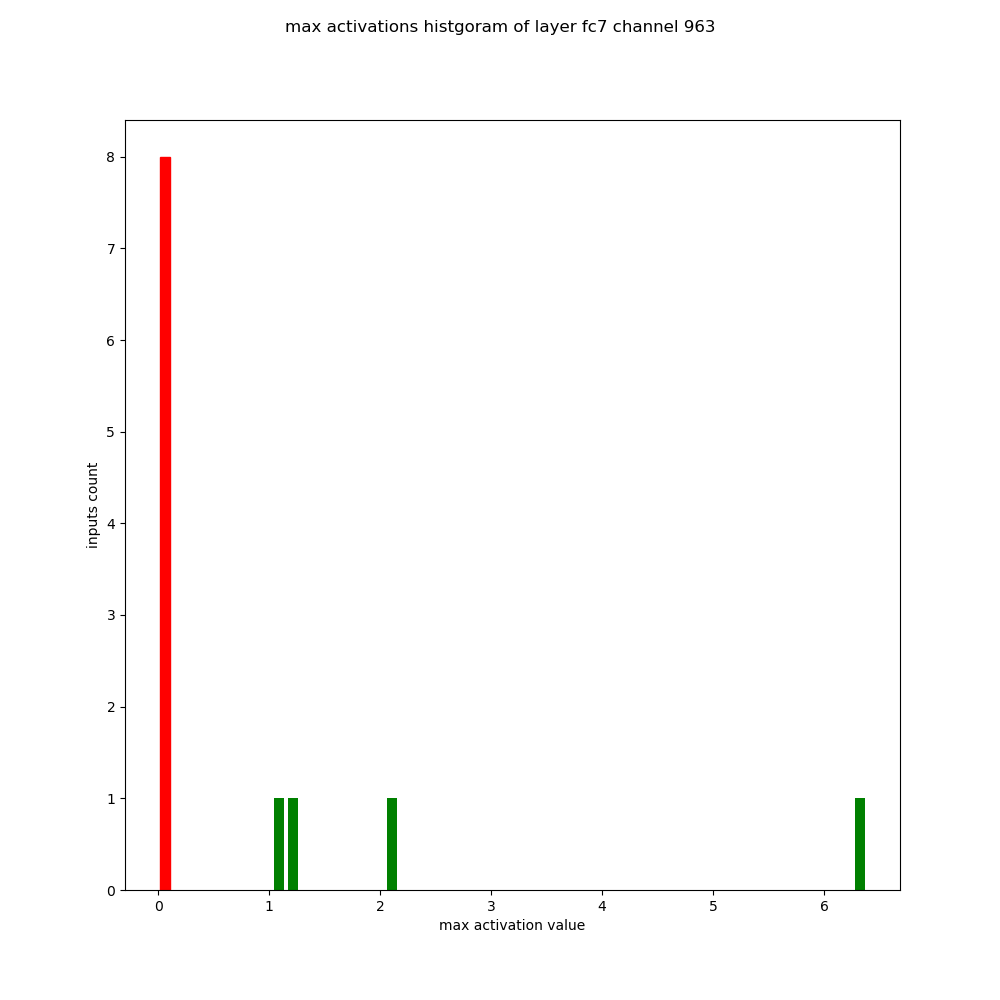 max activations histgoram of layer fc7 channel 963
8
7
6
5
4
3
2
1
0
inputs count
0 1 2 3 4 5 6
max activation value